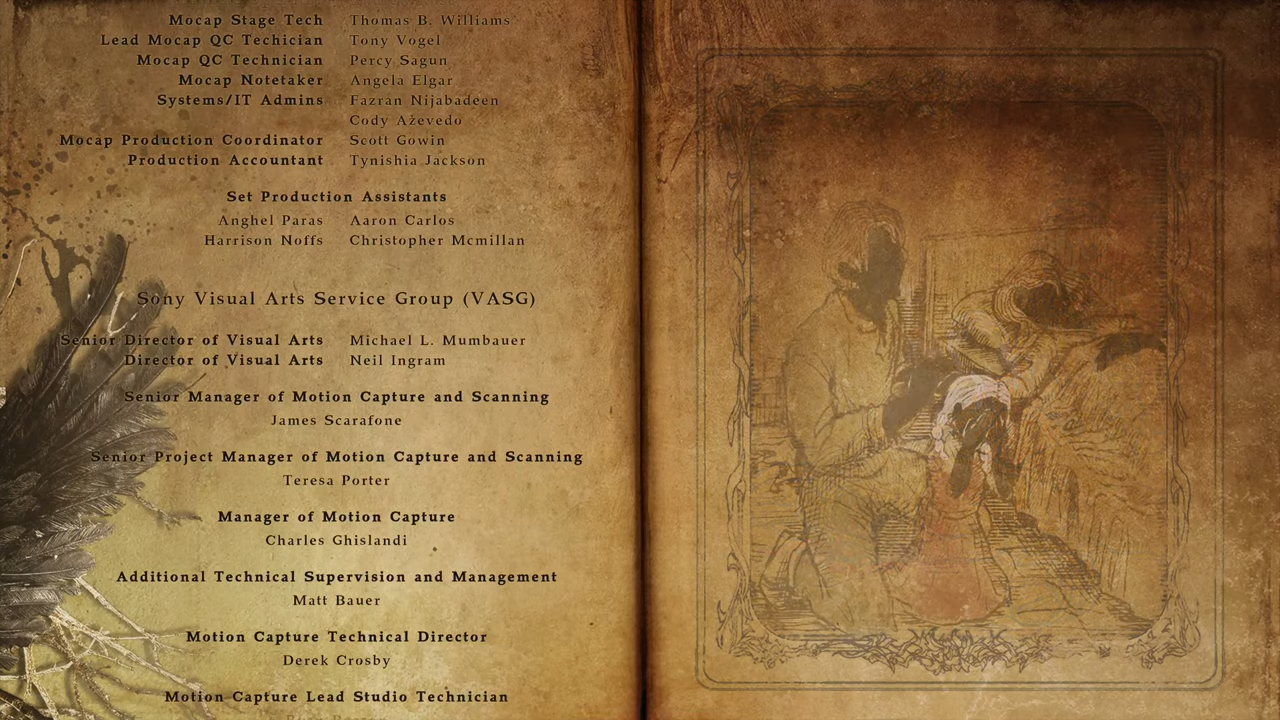 Mocap Stage Tech Thomas B. Williams
Lead Mocap QC Techician Tony Vogel
Mocap QC Technician Percy Sagun
Mocap Notetaker Angela Elgar
Systems/IT Admins Fazran Nijabadeen
Cody Aževedo
Mocap Production Coordinator Scott Gowin
Production Accountant Tynishia Jackson
Set Production Assistants
Anghel Paras Aaron Carlos
Harrison Noffs Christopher Mcmillan
Sony Visual Arts Service Group (VASG)
Senior Director of Visual Arts Michael L. Mumbauer
Director of Visual Arts Neil Ingram
Senior Manager of Motion Capture and Scanning
James Scarafone
Senior Project Manager of Motion Capture and Scanning
Teresa Porter
Manager of Motion Capture
Charles Ghislandi
Additional Technical Supervision and Management
Matt Bauer
Motion Capture Technical Director
Derek Crosby
Motion Capture Lead Studio Technician